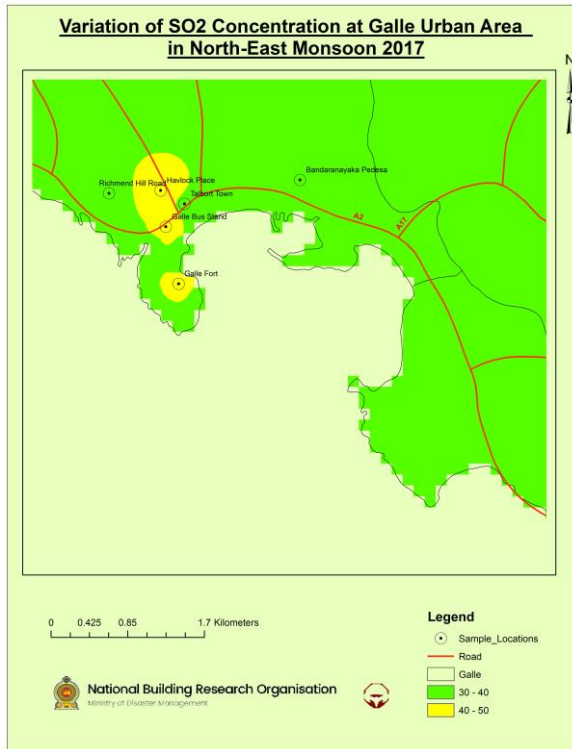 Variation of SO2 Concentration at Galle Urban Area
in North-East Monsoon 2017
N
Havlock Place
Bandaranayaka Pedesa
Richmend Hill Road
Talbort Town
Galle Bus Stand
A2
A17
Galle Fort
0 0.425 0.85 1.7 Kilometers
Legend
Sample_Locations
Road
Galle
30 - 40
40 - 50
National Building Research Organisation
Ministry of Disaster Management